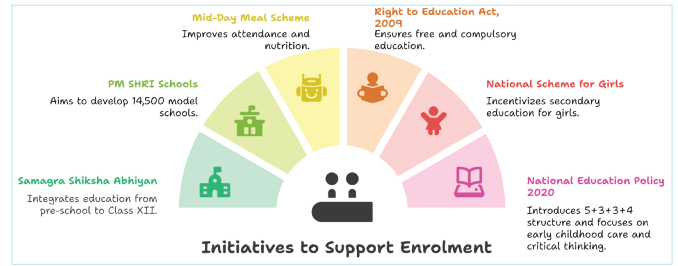 Mid-Day Meal Scheme
Improves attendance and
nutrition.
Right to Education Act,
2009
Ensures free and compulsory
education.
PM SHRI Schools
Aims to develop 14,500 model
schools.
National Scheme for Girls
Incentivizes secondary
education for girls.
Samagra Shiksha Abhiyan
Integrates education from
pre-school to Class XII.
National Education Policy
2020
Introduces 5+3+3+4
structure and focuses on
early childhood care and
critical thinking.
Initiatives to Support Enrolment